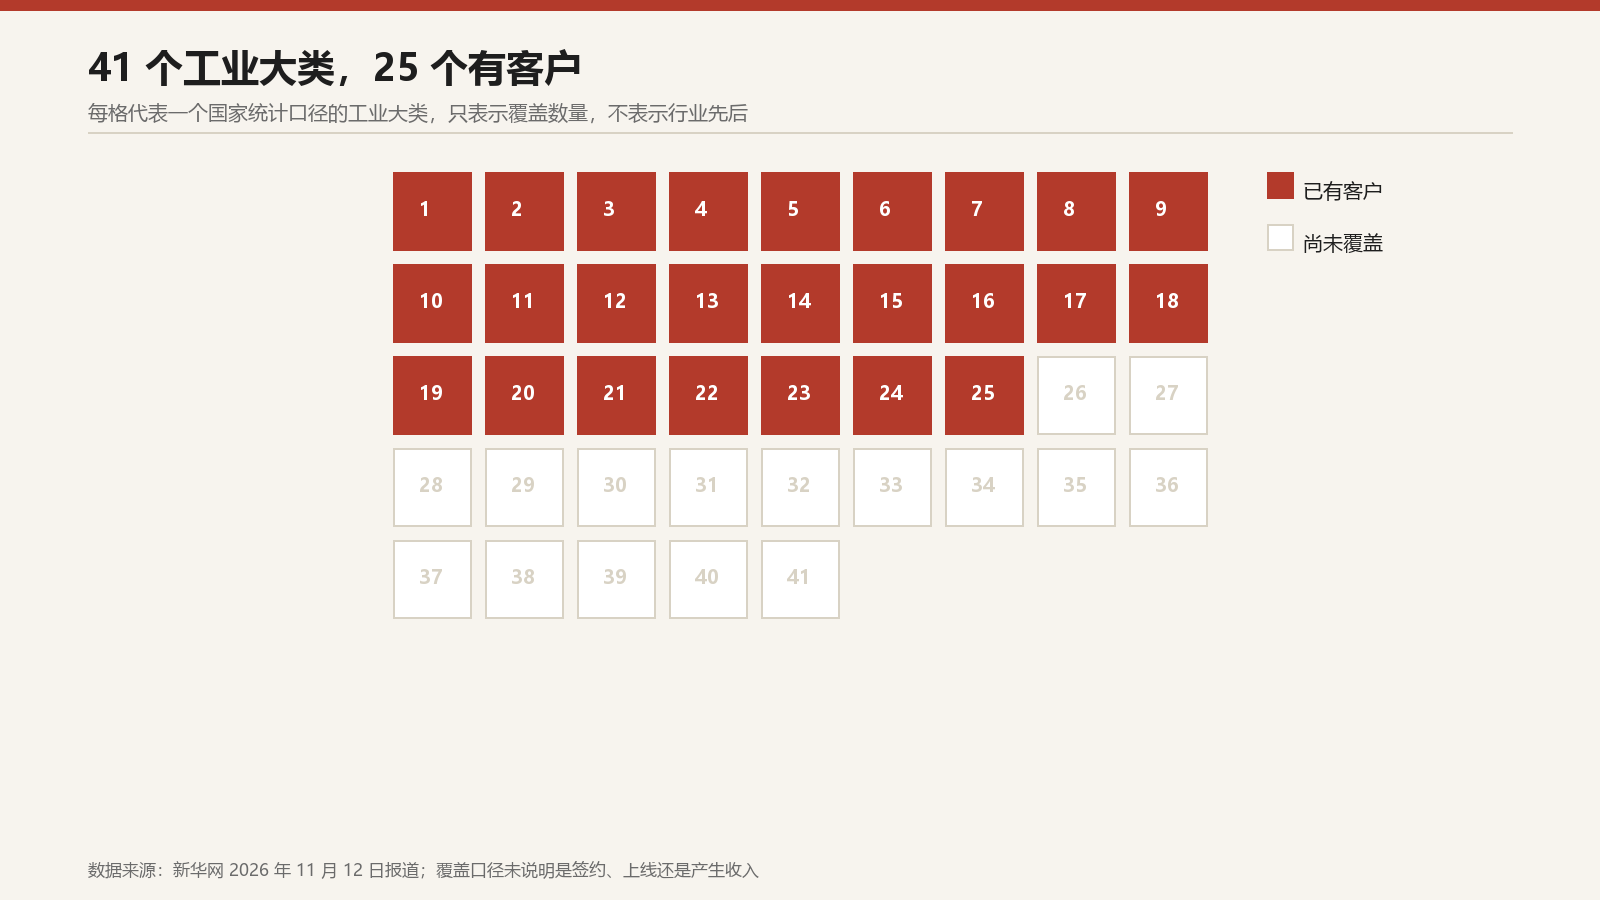 41 个工业大类，25 个有客户
每格代表一个国家统计口径的工业大类，只表示覆盖数量，不表示行业先后
1 2 3 4 5 6 7 8 9
已有客户
尚未覆盖
10 11 12 13 14 15 16 17 18
19 20 21 22 23 24 25 26 27
28 29 30 31 32 33 34 35 36
37 38 39 40 41
数据来源：新华网 2026 年 11 月 12 日报道；覆盖口径未说明是签约、上线还是产生收入